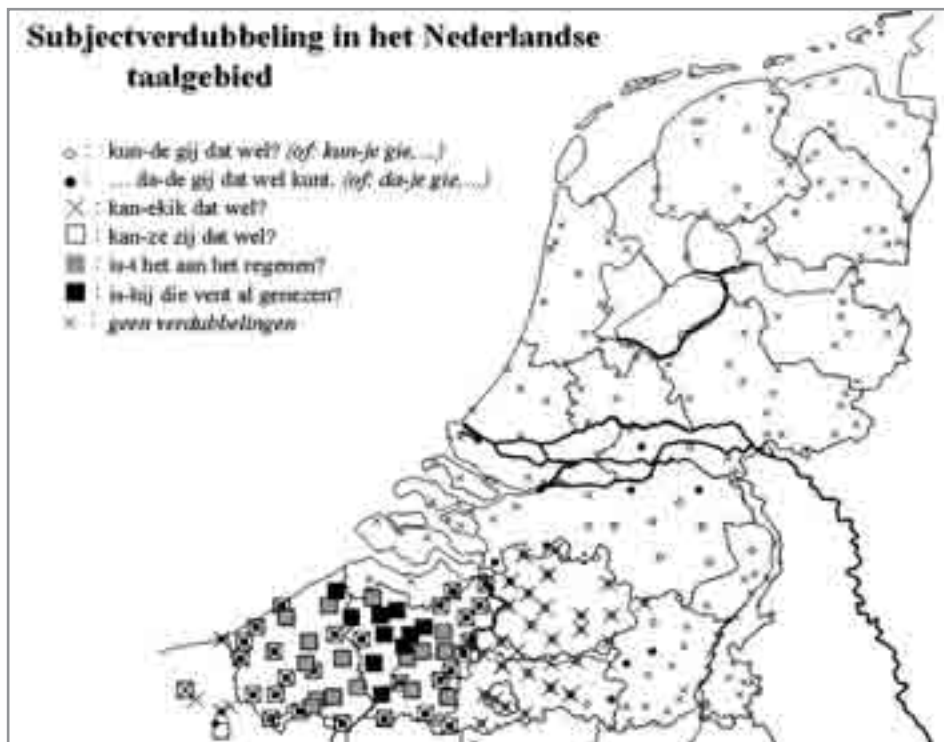 Subjectverdubbeling in het Nederlandse
taalgebied
o : kun-de gij dat wel? (of: kun-je gie,...)
• : ... da-de gij dat wel kunt. (of: da-je gie,...)
× : kan-ekik dat wel?
□ : kan-ze zij dat wel?
■ : is-t het aan het regenen?
■ : is-hij die vent al genezen?
× : geen verdubbelingen